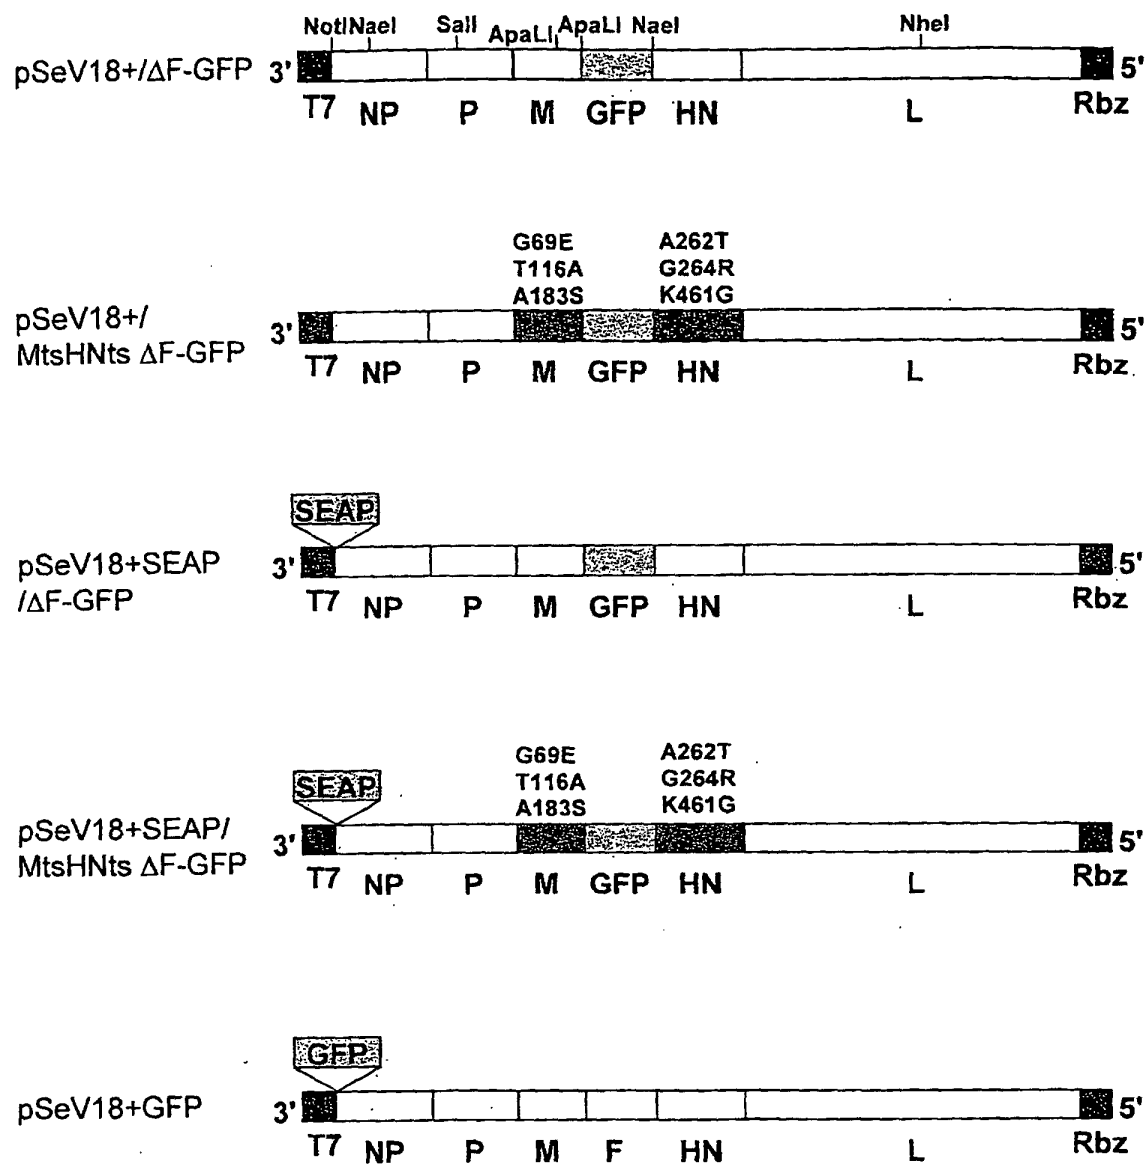 NotI NaeI SalI ApaLI ApaLI NaeI NheI
pSeV18+/ΔF-GFP 3' 5'
T7 NP P M GFP HN L Rbz
G69E A262T
T116A G264R
A183S K461G
pSeV18+/
MtsHNts ΔF-GFP
3' 5'
T7 NP P M GFP HN L Rbz
SEAP
pSeV18+SEAP
/ΔF-GFP
3' 5'
T7 NP P M GFP HN L Rbz
G69E A262T
T116A G264R
A183S K461G
SEAP
pSeV18+SEAP/
MtsHNts ΔF-GFP
3' 5'
T7 NP P M GFP HN L Rbz
GFP
pSeV18+GFP 3' 5'
T7 NP P M F HN L Rbz